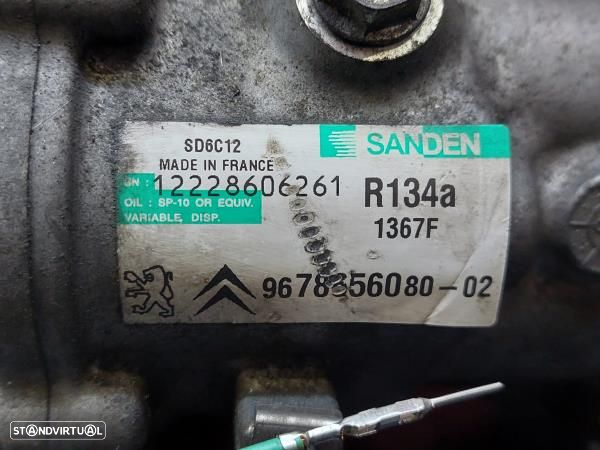 SD6C12
MADE IN FRANCE
SANDEN
SN : 12228606261
OIL : SP-10 OR EQUIV.
VARIABLE, DISP.
R134a
1367F
9678656080-02
STANDVIRTUAL